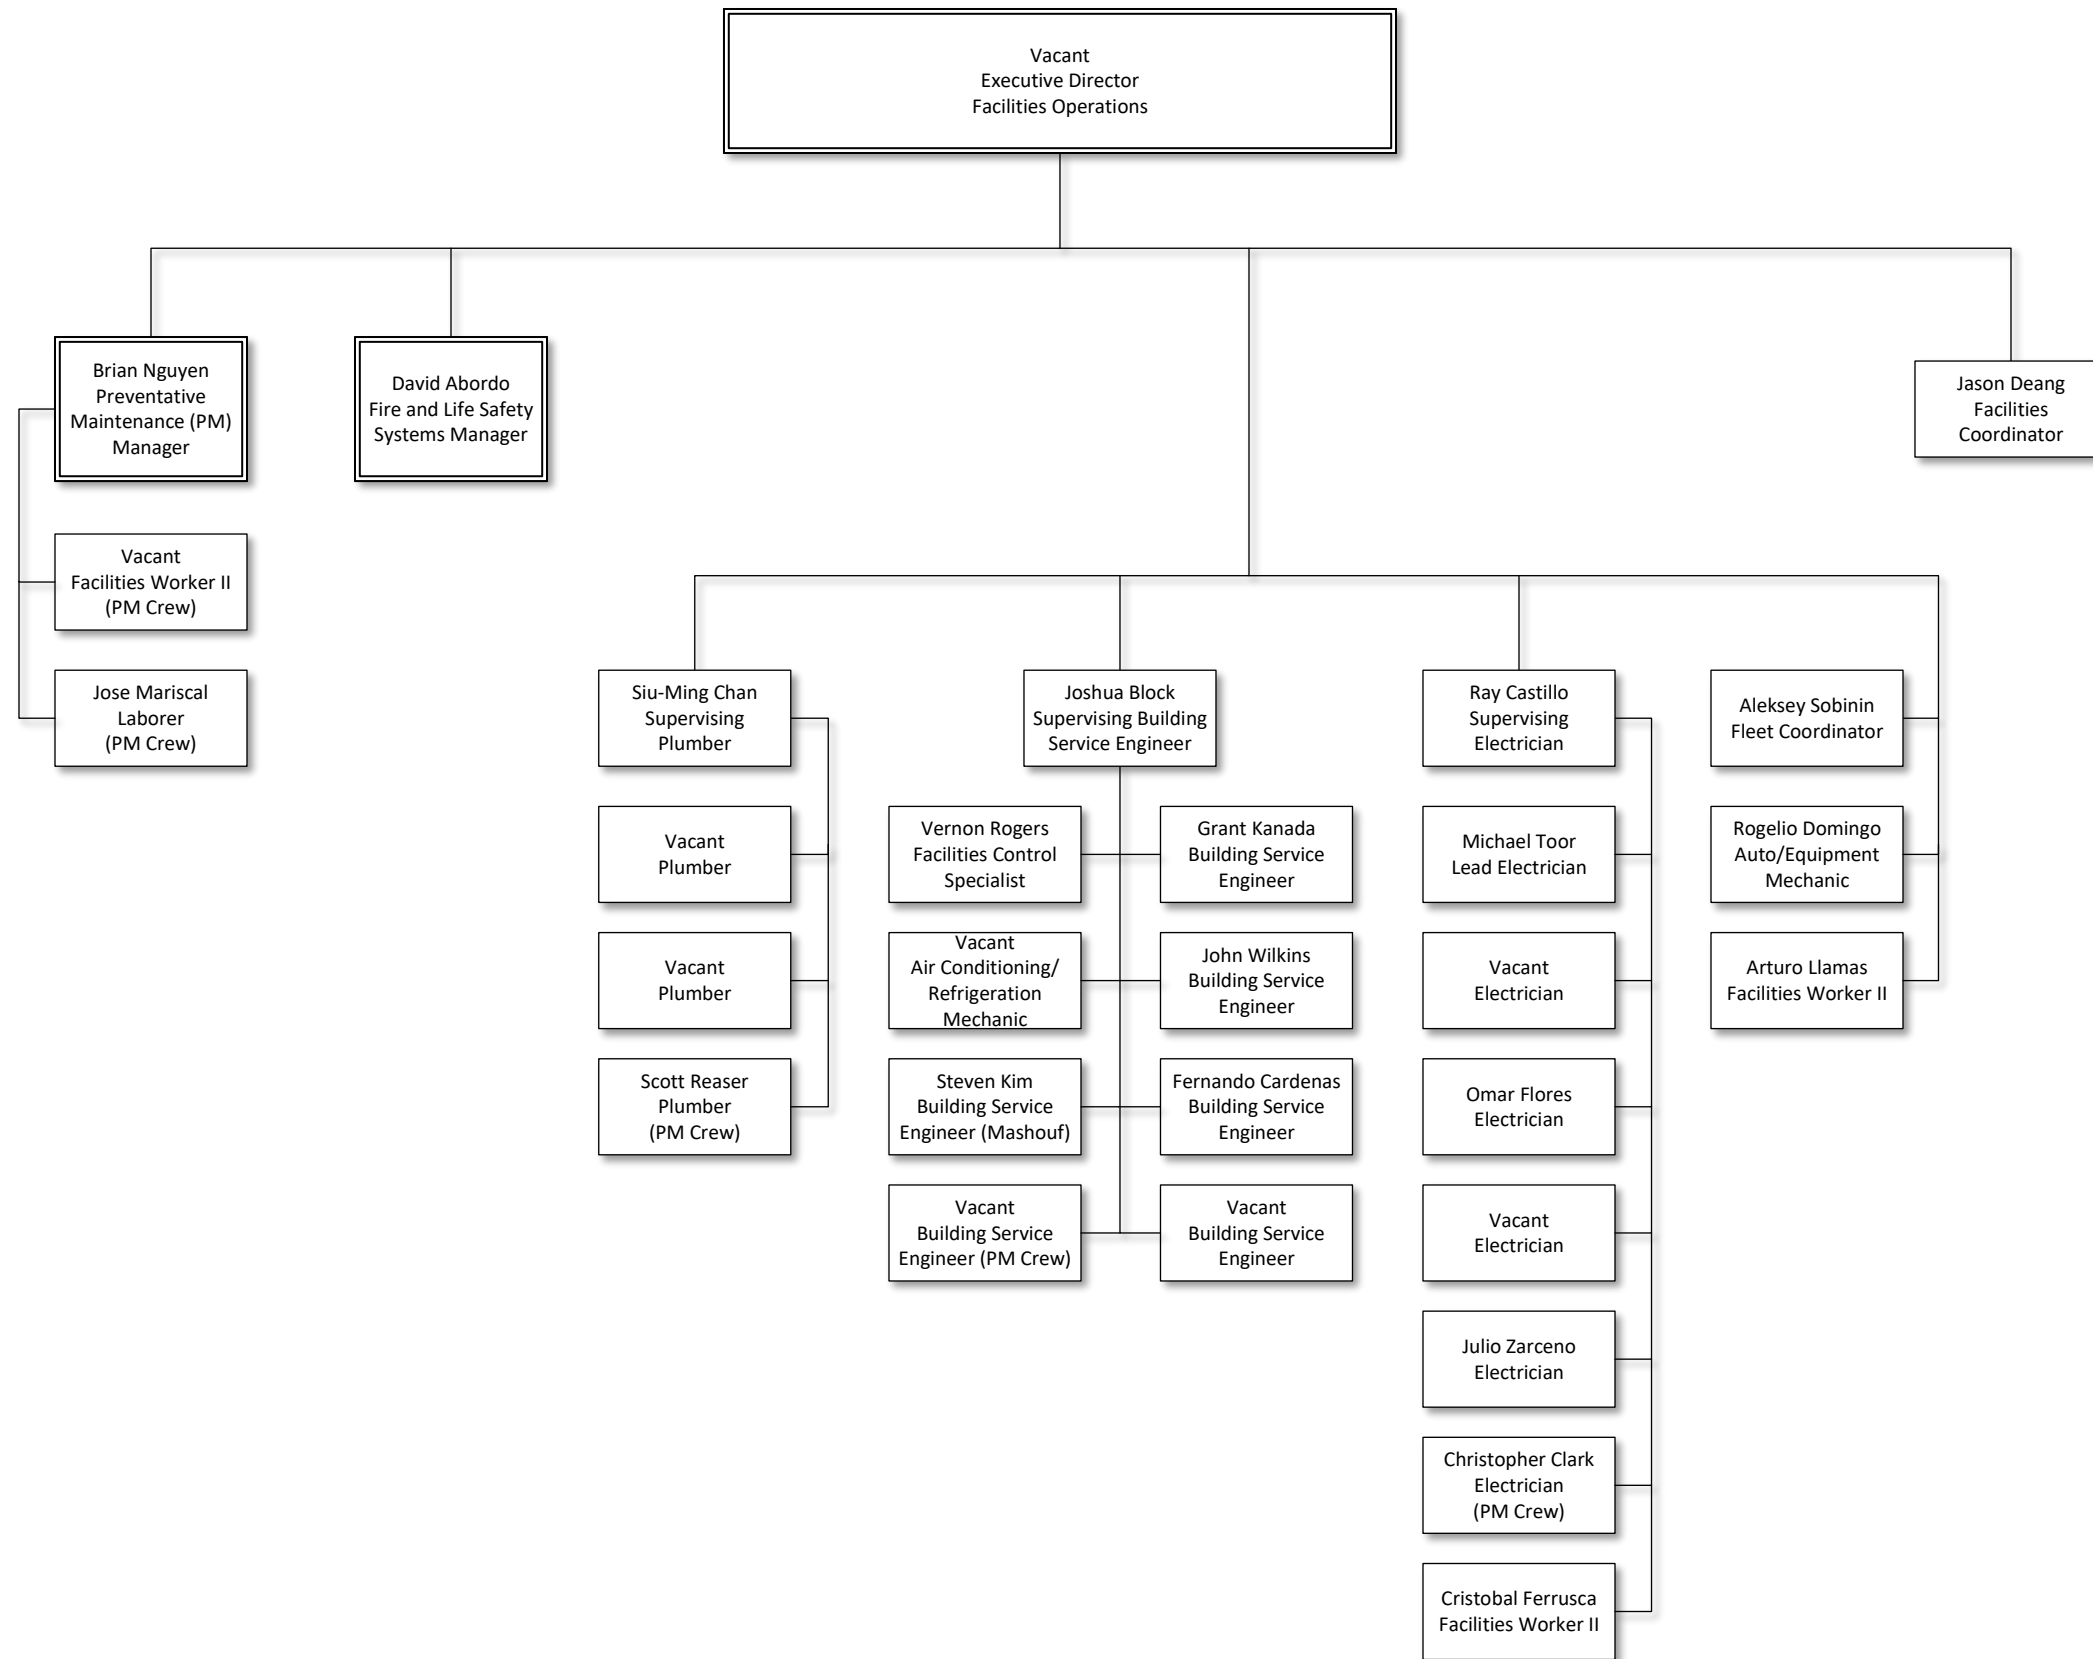 Vacant
Executive Director
Facilities Operations
Brian Nguyen
Preventative
Maintenance (PM)
Manager
David Abordo
Fire and Life Safety
Systems Manager
Jason Deang
Facilities
Coordinator
Vacant
Facilities Worker II
(PM Crew)
Jose Mariscal
Laborer
(PM Crew)
Siu-Ming Chan
Supervising
Plumber
Vacant
Plumber
Vacant
Plumber
Scott Reaser
Plumber
(PM Crew)
Joshua Block
Supervising Building
Service Engineer
Vernon Rogers
Facilities Control
Specialist
Vacant
Air Conditioning/
Refrigeration
Mechanic
Steven Kim
Building Service
Engineer (Mashouf)
Vacant
Building Service
Engineer (PM Crew)
Grant Kanada
Building Service
Engineer
John Wilkins
Building Service
Engineer
Fernando Cardenas
Building Service
Engineer
Vacant
Building Service
Engineer
Ray Castillo
Supervising
Electrician
Michael Toor
Lead Electrician
Vacant
Electrician
Omar Flores
Electrician
Vacant
Electrician
Julio Zarceno
Electrician
Christopher Clark
Electrician
(PM Crew)
Cristobal Ferrusca
Facilities Worker II
Aleksey Sobinin
Fleet Coordinator
Rogelio Domingo
Auto/Equipment
Mechanic
Arturo Llamas
Facilities Worker II